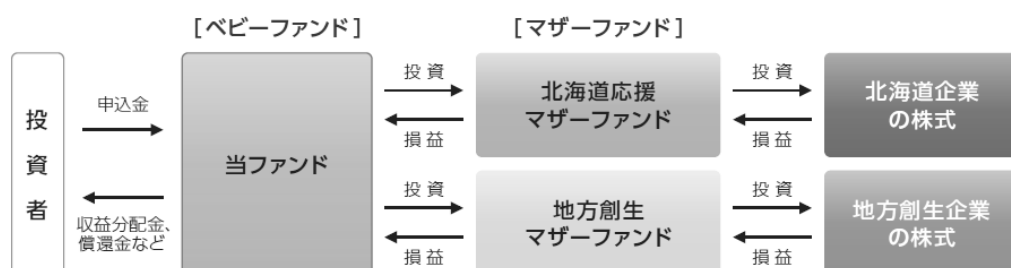 [ベビーファンド]
[マザーファンド]
投資者
申込金
収益分配金、
償還金など
当ファンド
投資
損益
北海道応援
マザーファンド
投資
損益
北海道企業
の株式
投資
損益
地方創生
マザーファンド
投資
損益
地方創生企業
の株式